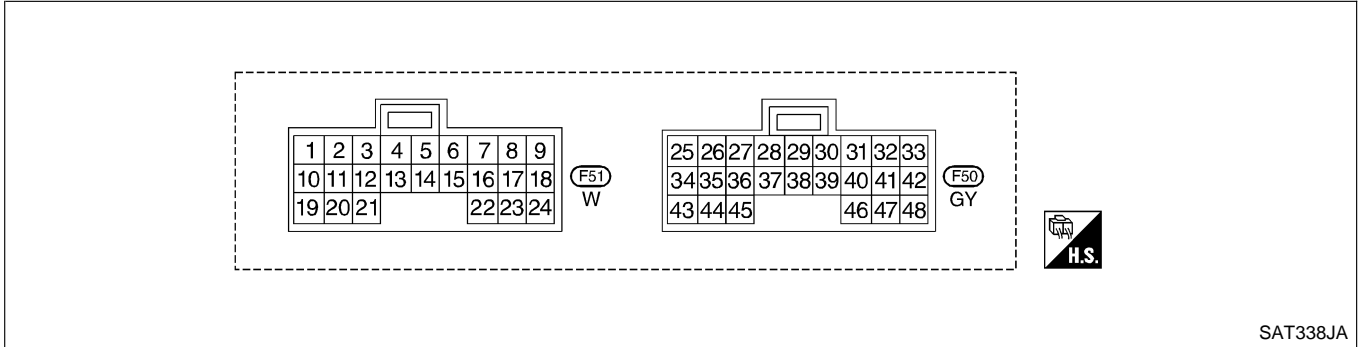 1 2 3 4 5 6 7 8 9
10 11 12 13 14 15 16 17 18
19 20 21 22 23 24
F51
W
25 26 27 28 29 30 31 32 33
34 35 36 37 38 39 40 41 42
43 44 45 46 47 48
F50
GY
H.S.
SAT338JA